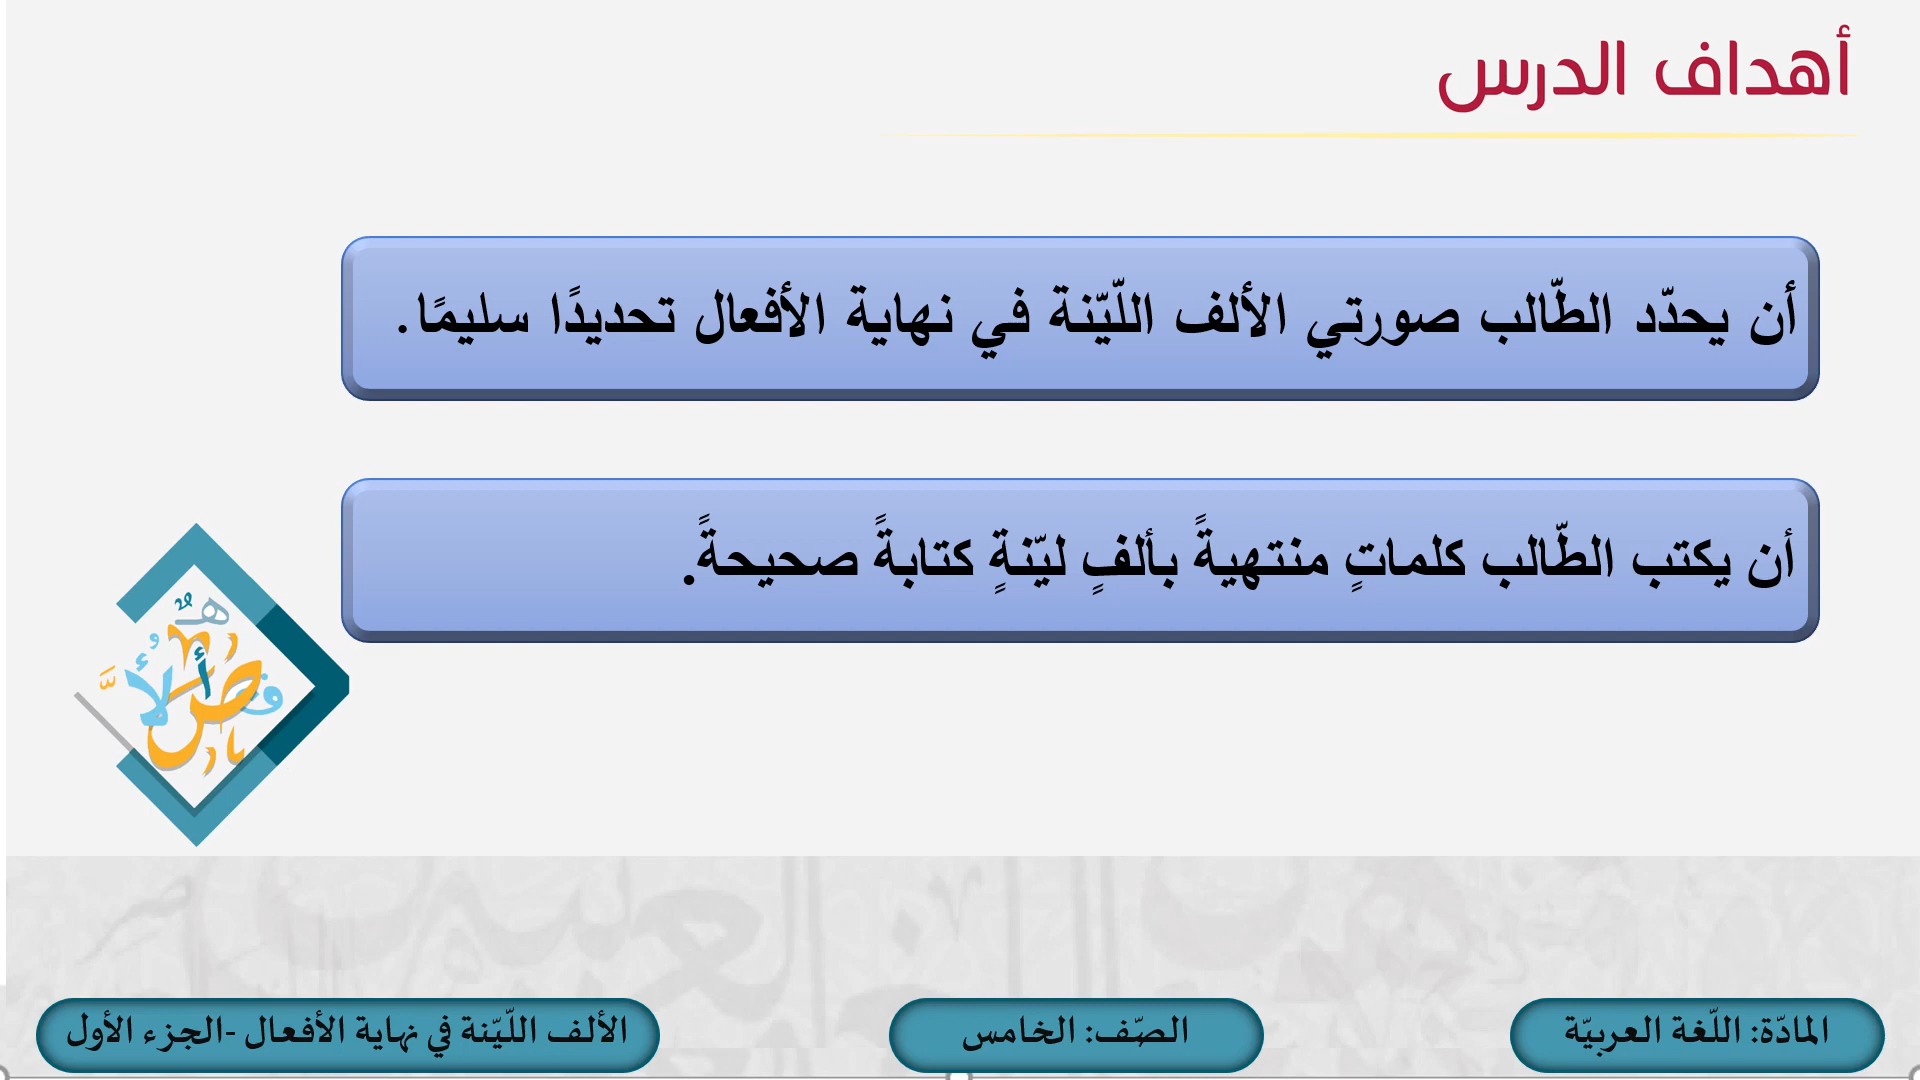 أهداف الدرس
أن يحدّد الطّالب صورتي الألف اللّيّنة في نهاية الأفعال تحديدًا سليمًا.
أن يكتب الطّالب كلماتٍ منتهيةً بألفٍ ليّنةٍ كتابةً صحيحةً.
المادّة: اللّغة العربيّة
الصّف: الخامس
الألف اللّيّنة في نهاية الأفعال -الجزء الأول